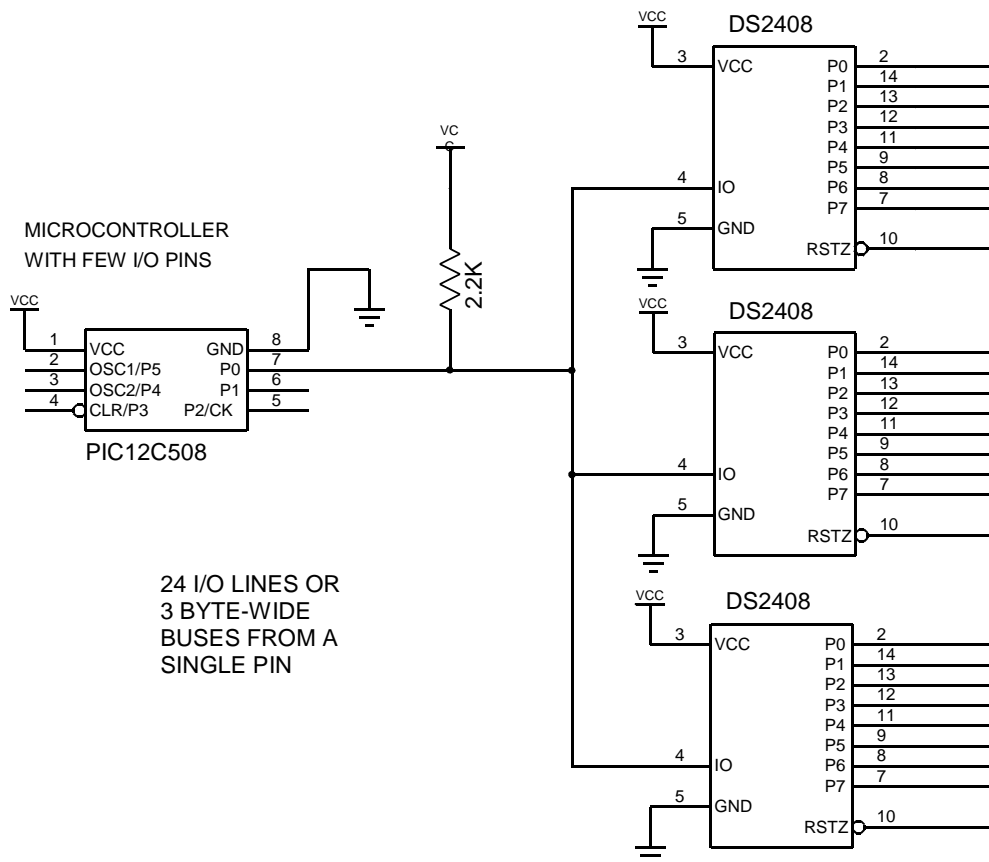 VCC
DS2408
3
VCC
P0
2
P1
14
P2
13
P3
12
P4
11
P5
9
P6
8
P7
7
4
IO
5
GND
RSTZ
10
VC
C
2.2K
MICROCONTROLLER
WITH FEW I/O PINS
VCC
1
VCC
GND
8
2
OSC1/P5
P0
7
3
OSC2/P4
P1
6
4
CLR/P3
P2/CK
5
PIC12C508
VCC
DS2408
3
VCC
P0
2
P1
14
P2
13
P3
12
P4
11
P5
9
P6
8
P7
7
4
IO
5
GND
RSTZ
10
24 I/O LINES OR
3 BYTE-WIDE
BUSES FROM A
SINGLE PIN
VCC
DS2408
3
VCC
P0
2
P1
14
P2
13
P3
12
P4
11
P5
9
P6
8
P7
7
4
IO
5
GND
RSTZ
10